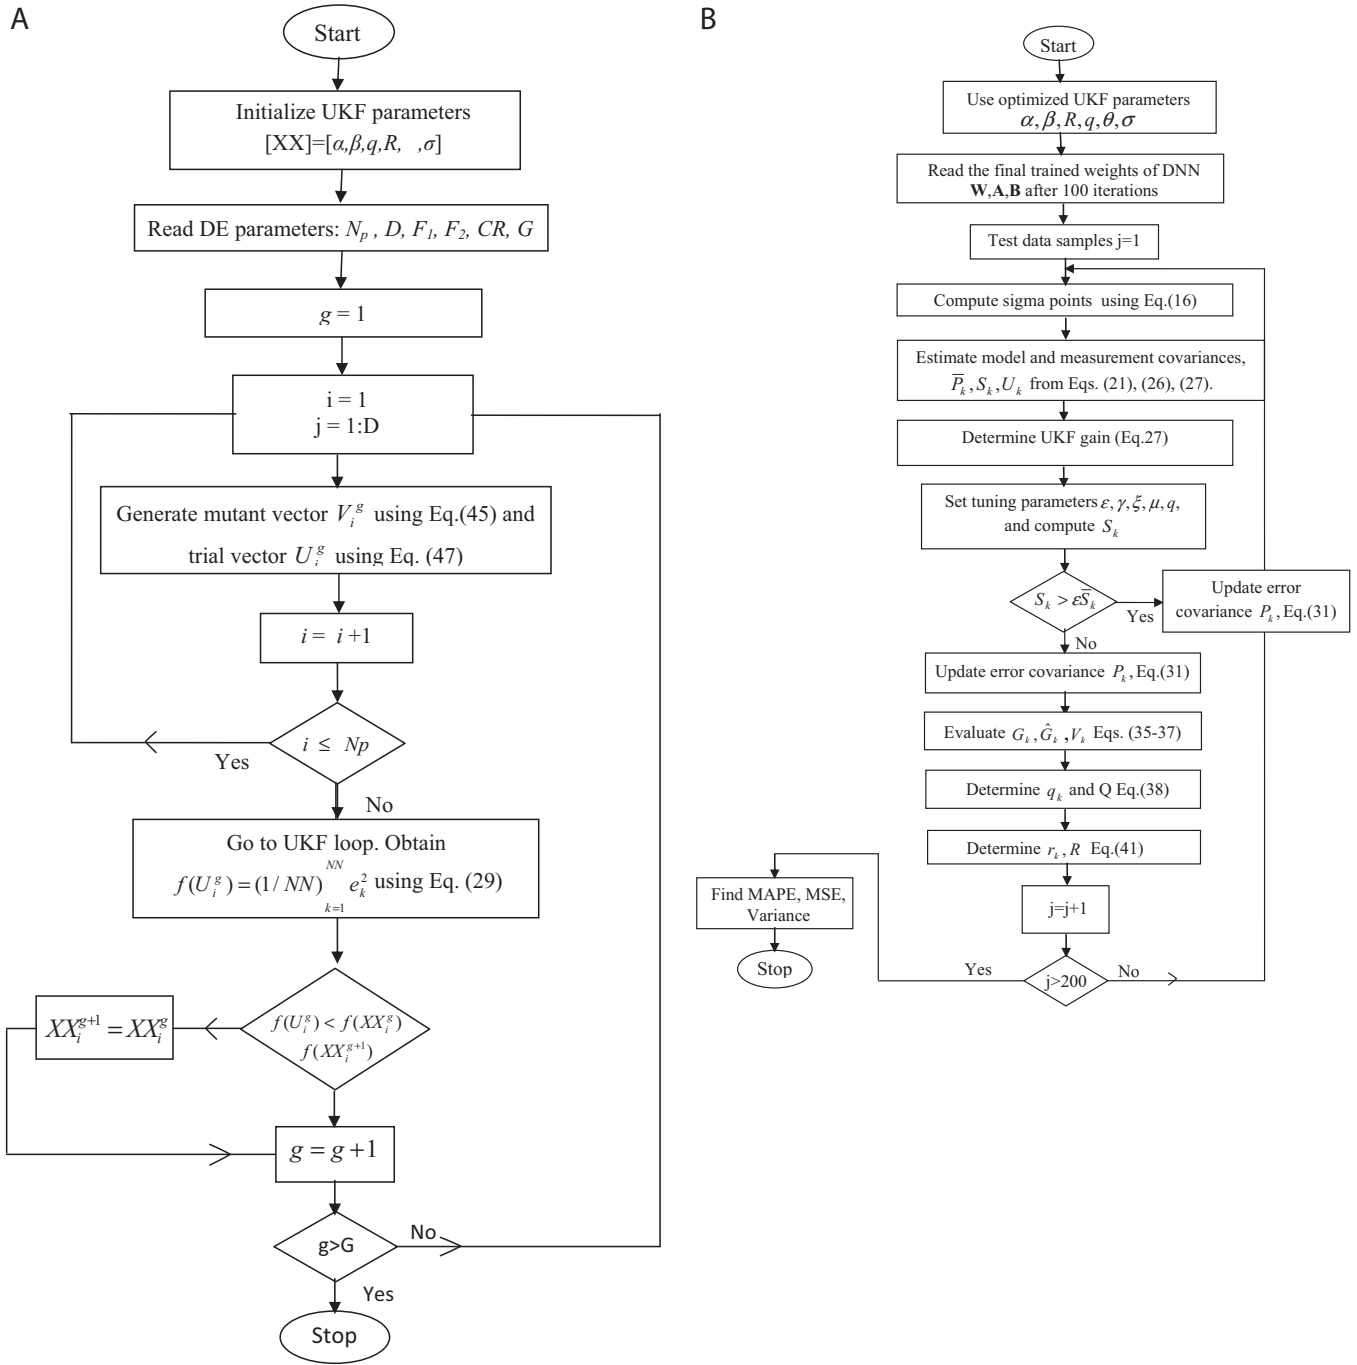 A
Start
Initialize UKF parameters
[XX]=[α,β,q,R, ,σ]
Read DE parameters: Nₚ , D, F₁, F₂, CR, G
g = 1
i = 1
j = 1:D
Generate mutant vector Vᵢᵍ using Eq.(45) and
trial vector Uᵢᵍ using Eq. (47)
i = i +1
i ≤ Np
Yes
No
Go to UKF loop. Obtain
f(Uᵢᵍ) = (1/ NN) NN k=1 eₖ² using Eq. (29)
f(Uᵢᵍ) < f(XXᵢᵍ)
f(XXᵢᵍ⁺¹)
XXᵢᵍ⁺¹ = XXᵢᵍ
g = g +1
g>G
No
Yes
Stop
B
Start
Use optimized UKF parameters
α, β, R, q, θ, σ
Read the final trained weights of DNN
W,A,B after 100 iterations
Test data samples j=1
Compute sigma points using Eq.(16)
Estimate model and measurement covariances,
P̅ₖ, Sₖ, Uₖ from Eqs. (21), (26), (27).
Determine UKF gain (Eq.27)
Set tuning parameters ε, γ, ξ, μ, q,
and compute Sₖ
Sₖ > εS̅ₖ
Yes
Update error
covariance Pₖ, Eq.(31)
No
Update error covariance Pₖ, Eq.(31)
Evaluate Gₖ, Ĝₖ, Vₖ Eqs. (35-37)
Determine qₖ and Q Eq.(38)
Determine rₖ, R Eq.(41)
j=j+1
j>200
Yes
No
Find MAPE, MSE,
Variance
Stop